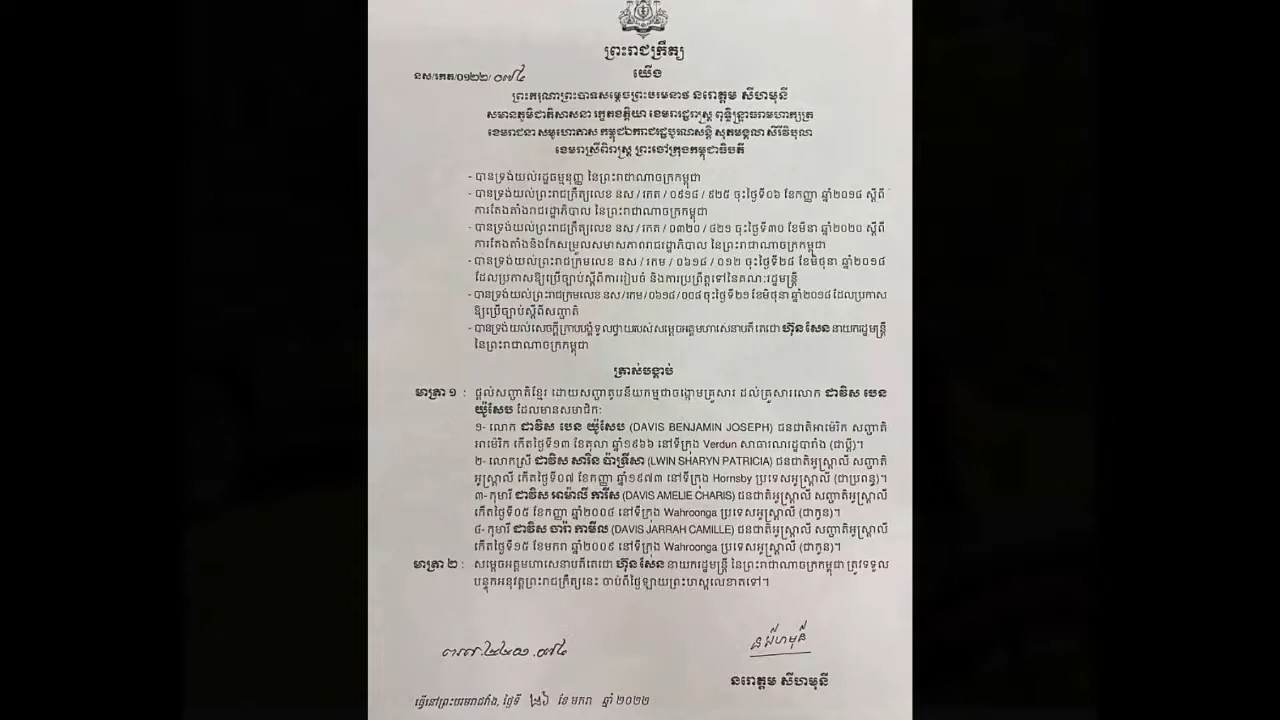 ព្រះរាជក្រឹត្យ
នស/រកត/០១២២/០៧៤
យើង
ព្រះករុណាព្រះបាទសម្តេចព្រះបរមនាថ នរោត្តម សីហមុនី
សមានភូមិជាតិសាសនា រក្ខតខត្តិយា ខេមរារដ្ឋរាស្ត្រ ពុទ្ធិន្ទ្រាធរាមហាក្សត្រ
ខេមរាជនា សមូហោភាស កម្ពុជឯករាជរដ្ឋបូរណសន្តិ សុភមង្គលា សិរីវិបុលា
ខេមរាស្រីពិរាស្ត្រ ព្រះចៅក្រុងកម្ពុជាធិបតី
- បានទ្រង់យល់រដ្ឋធម្មនុញ្ញ នៃព្រះរាជាណាចក្រកម្ពុជា
- បានទ្រង់យល់ព្រះរាជក្រឹត្យលេខ នស / រកត / ០៩១៨ / ៩២៥ ចុះថ្ងៃទី០៦ ខែកញ្ញា ឆ្នាំ២០១៨ ស្តីពី
ការតែងតាំងរាជរដ្ឋាភិបាល នៃព្រះរាជាណាចក្រកម្ពុជា
- បានទ្រង់យល់ព្រះរាជក្រឹត្យលេខ នស / រកត / ០៣២០ / ៤២១ ចុះថ្ងៃទី៣០ ខែមីនា ឆ្នាំ២០២០ ស្តីពី
ការតែងតាំងនិងកែសម្រួលសមាសភាពរាជរដ្ឋាភិបាល នៃព្រះរាជាណាចក្រកម្ពុជា
- បានទ្រង់យល់ព្រះរាជក្រមលេខ នស / រកម / ០៦១៨ / ០១២ ចុះថ្ងៃទី២៨ ខែមិថុនា ឆ្នាំ២០១៨
ដែលប្រកាសឱ្យប្រើច្បាប់ស្តីពីការរៀបចំ និងការប្រព្រឹត្តទៅនៃគណៈរដ្ឋមន្ត្រី
- បានទ្រង់យល់ព្រះរាជក្រមលេខ នស/រកម/០៦១៨/០០៨ ចុះថ្ងៃទី២១ ខែមិថុនា ឆ្នាំ២០១៨ ដែលប្រកាស
ឱ្យប្រើច្បាប់ស្តីពីសញ្ជាតិ
- បានទ្រង់យល់សេចក្តីក្រាបបង្គំទូលថ្វាយរបស់សម្តេចអគ្គមហាសេនាបតីតេជោ ហ៊ុន សែន នាយករដ្ឋមន្ត្រី
នៃព្រះរាជាណាចក្រកម្ពុជា
ត្រាស់បង្គាប់
មាត្រា ១ : ផ្តល់សញ្ជាតិខ្មែរ ដោយសញ្ជាតូបនីយកម្មជាចង្កោមគ្រួសារ ដល់គ្រួសារលោក ដាវីស បេន
យ៉ូសែប ដែលមានសមាជិក:
១- លោក ដាវីស បេន យ៉ូសែប (DAVIS BENJAMIN JOSEPH) ជនជាតិអាម៉េរិក សញ្ជាតិ
អាម៉េរិក កើតថ្ងៃទី១៣ ខែតុលា ឆ្នាំ១៩៦៦ នៅទីក្រុង Verdun សាធារណរដ្ឋបារាំង (ជាប្តី)។
២- លោកស្រី ដាវីស សារិន ប៉ាទ្រីសា (LWIN SHARYN PATRICIA) ជនជាតិអូស្ត្រាលី សញ្ជាតិ
អូស្ត្រាលី កើតថ្ងៃទី០៧ ខែកញ្ញា ឆ្នាំ១៩៧៣ នៅទីក្រុង Hornsby ប្រទេសអូស្ត្រាលី (ជាប្រពន្ធ)។
៣- កុមារី ដាវីស អាម៉ាលី ការីស (DAVIS AMELIE CHARIS) ជនជាតិអូស្ត្រាលី សញ្ជាតិអូស្ត្រាលី
កើតថ្ងៃទី០៥ ខែកញ្ញា ឆ្នាំ២០០៤ នៅទីក្រុង Wahroonga ប្រទេសអូស្ត្រាលី (ជាកូន)។
៤- កុមារី ដាវីស ចារ៉ា កាមីល (DAVIS JARRAH CAMILLE) ជនជាតិអូស្ត្រាលី សញ្ជាតិអូស្ត្រាលី
កើតថ្ងៃទី១៥ ខែមករា ឆ្នាំ២០០៩ នៅទីក្រុង Wahroonga ប្រទេសអូស្ត្រាលី (ជាកូន)។
មាត្រា ២ : សម្តេចអគ្គមហាសេនាបតីតេជោ ហ៊ុន សែន នាយករដ្ឋមន្ត្រី នៃព្រះរាជាណាចក្រកម្ពុជា ត្រូវទទួល
បន្ទុកអនុវត្តព្រះរាជក្រឹត្យនេះ ចាប់ពីថ្ងៃឡាយព្រះហស្តលេខាតទៅ។
នរោត្តម សីហមុនី
ធ្វើនៅព្រះបរមរាជវាំង, ថ្ងៃទី ២៦ ខែ មករា ឆ្នាំ ២០២២